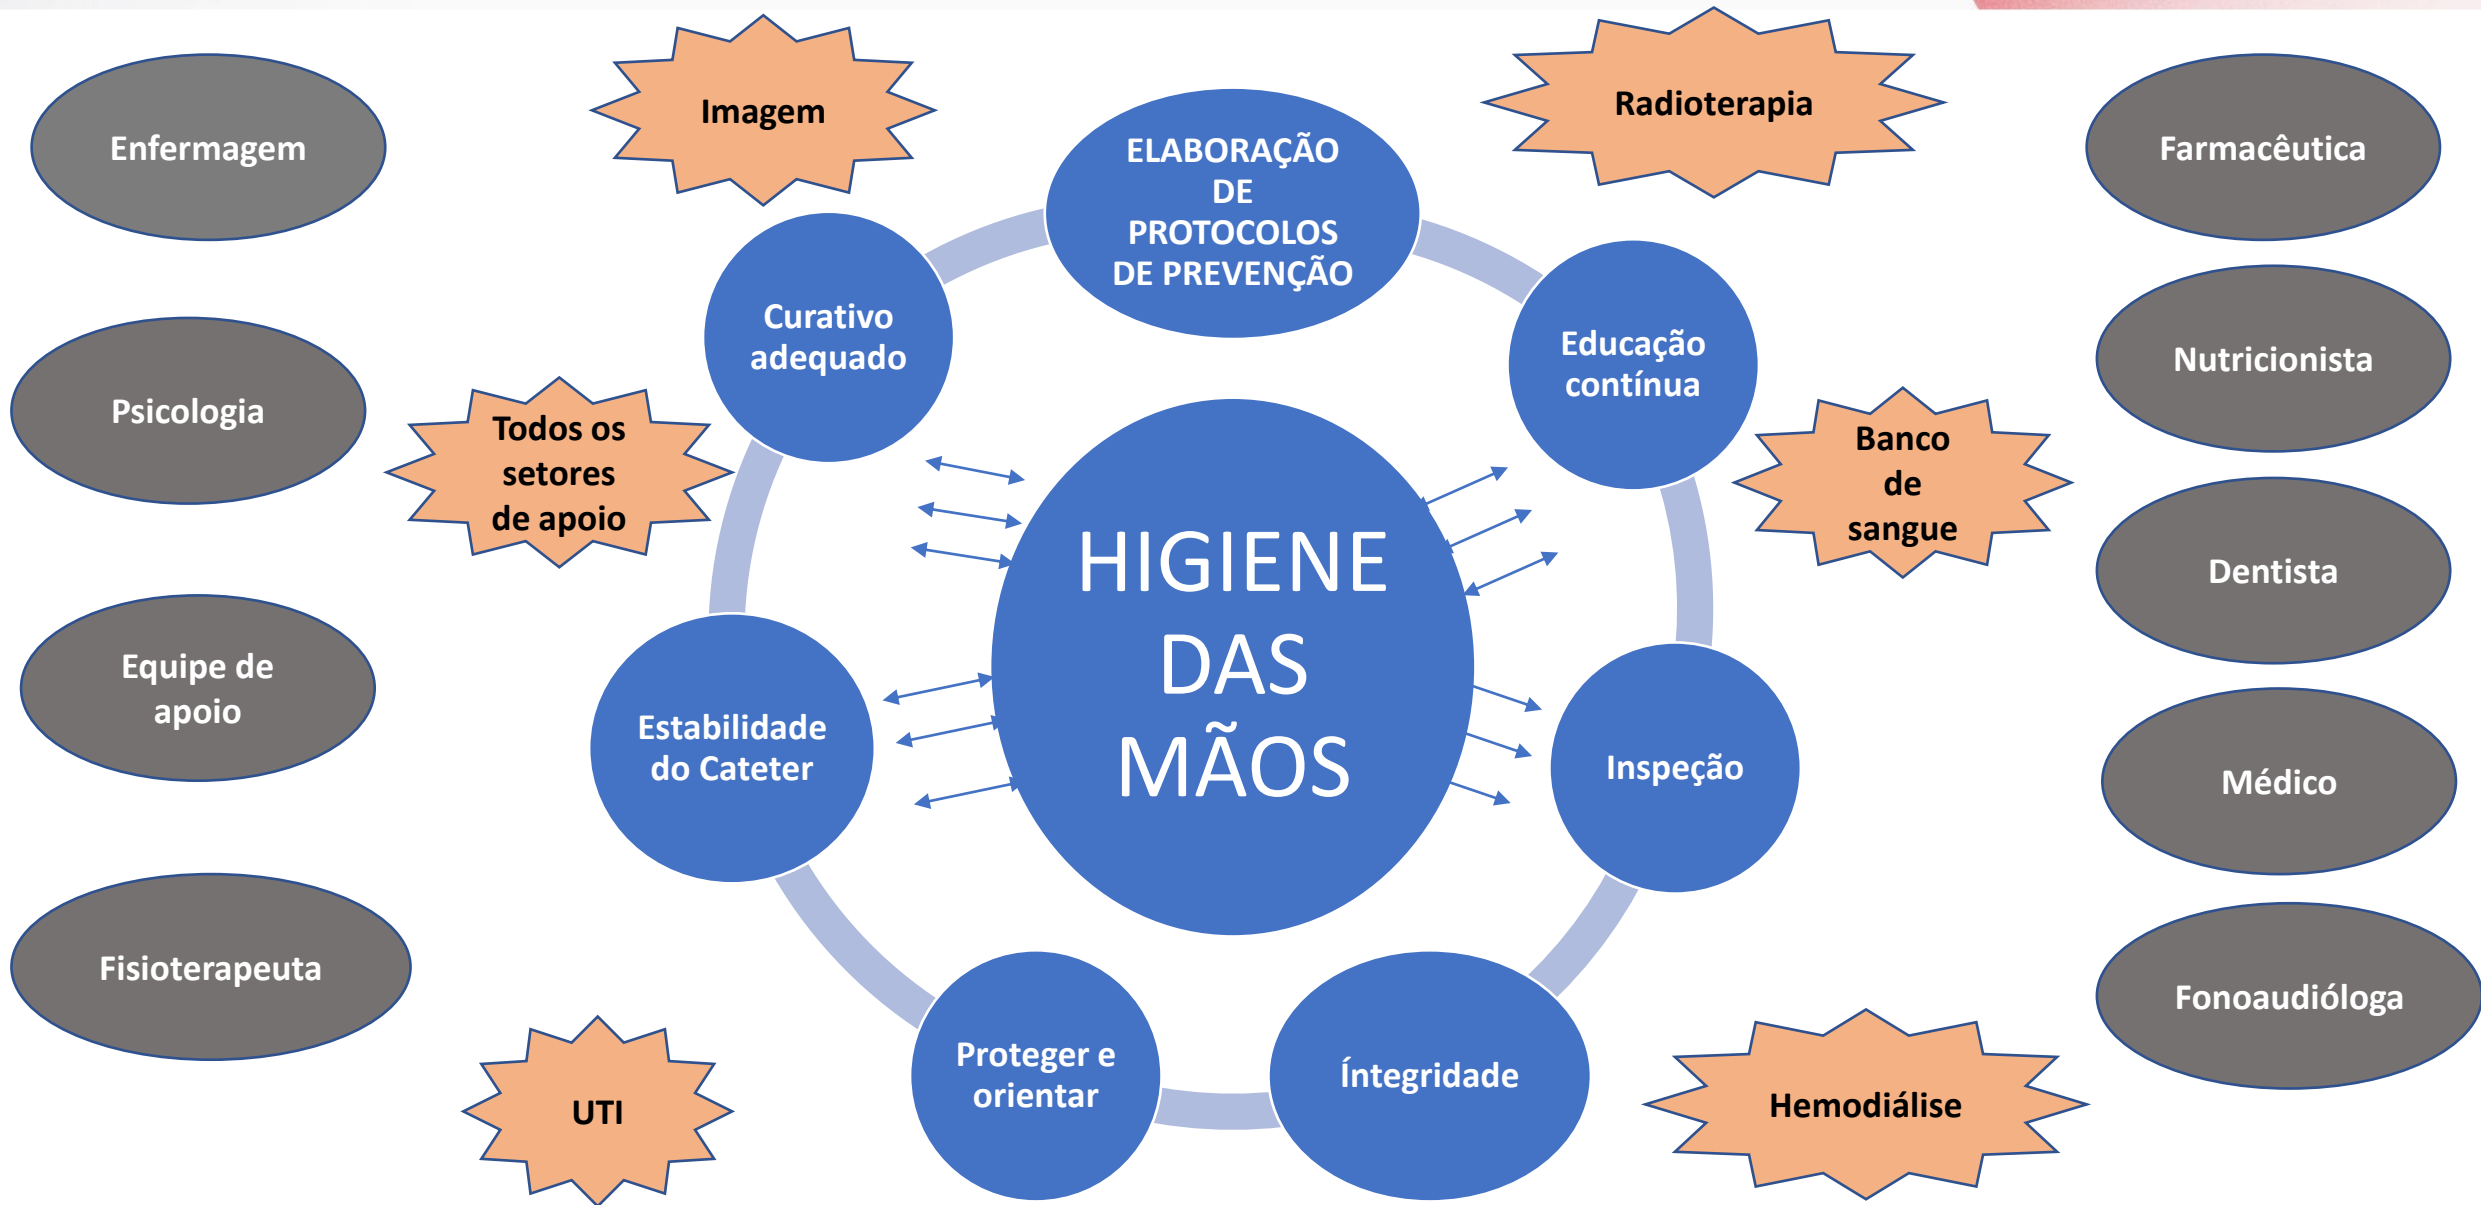 Imagem
Radioterapia
Enfermagem
ELABORAÇÃO
DE
PROTOCOLOS
DE PREVENÇÃO
Farmacêutica
Curativo
adequado
Educação
contínua
Nutricionista
Psicologia
Todos os
setores
de apoio
Banco
de
sangue
HIGIENE
DAS
MÃOS
Dentista
Equipe de
apoio
Estabilidade
do Cateter
Inspeção
Médico
Fisioterapeuta
Fonoaudióloga
Proteger e
orientar
Íntegridade
UTI
Hemodiálise